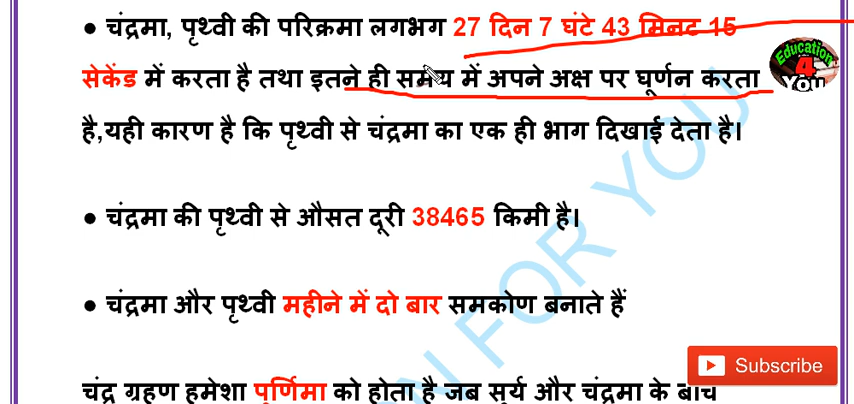 ● चंद्रमा, पृथ्वी की परिक्रमा लगभग 27 दिन 7 घंटे 43 मिनट 15
सेकेंड में करता है तथा इतने ही समय में अपने अक्ष पर घूर्णन करता
है,यही कारण है कि पृथ्वी से चंद्रमा का एक ही भाग दिखाई देता है।
● चंद्रमा की पृथ्वी से औसत दूरी 38465 किमी है।
● चंद्रमा और पृथ्वी महीने में दो बार समकोण बनाते हैं
चंद्र ग्रहण हमेशा पूर्णिमा को होता है जब सूर्य और चंद्रमा के बीच
Education
4
You
FOR YOU
Subscribe